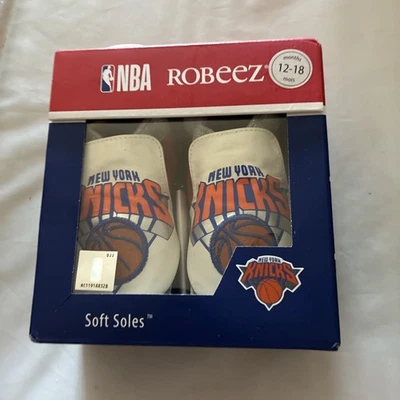 NBA ROBEEZ®
months
12-18
mois
NEW YORK
KNICKS
NEW YORK
KNICKS
NEW YORK
KNICKS
Soft Soles™